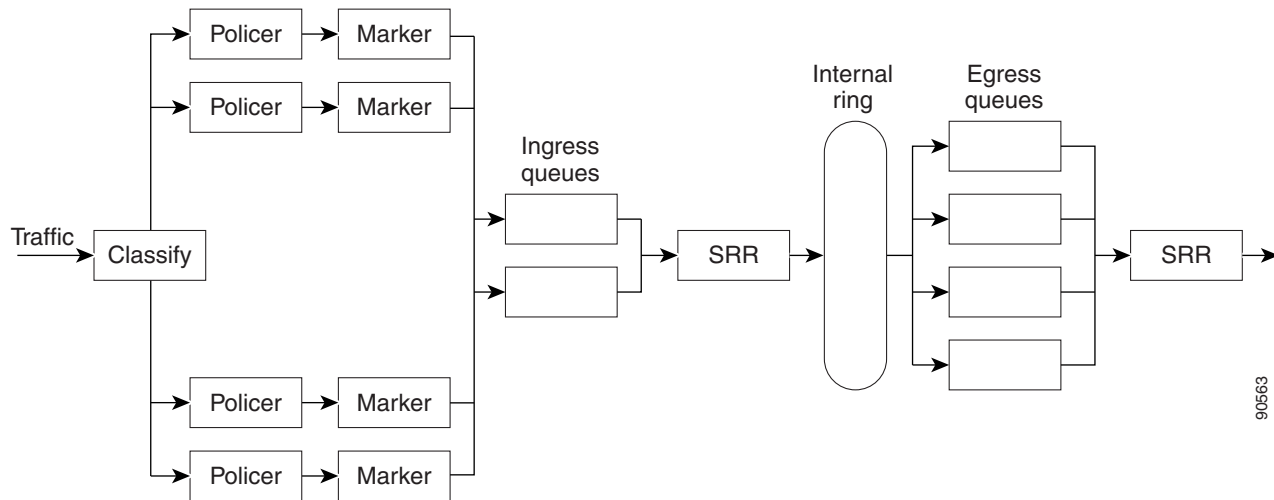 Policer
Marker
Policer
Marker
Internal
ring
Egress
queues
Ingress
queues
Traffic
Classify
SRR
SRR
Policer
Marker
Policer
Marker
90563